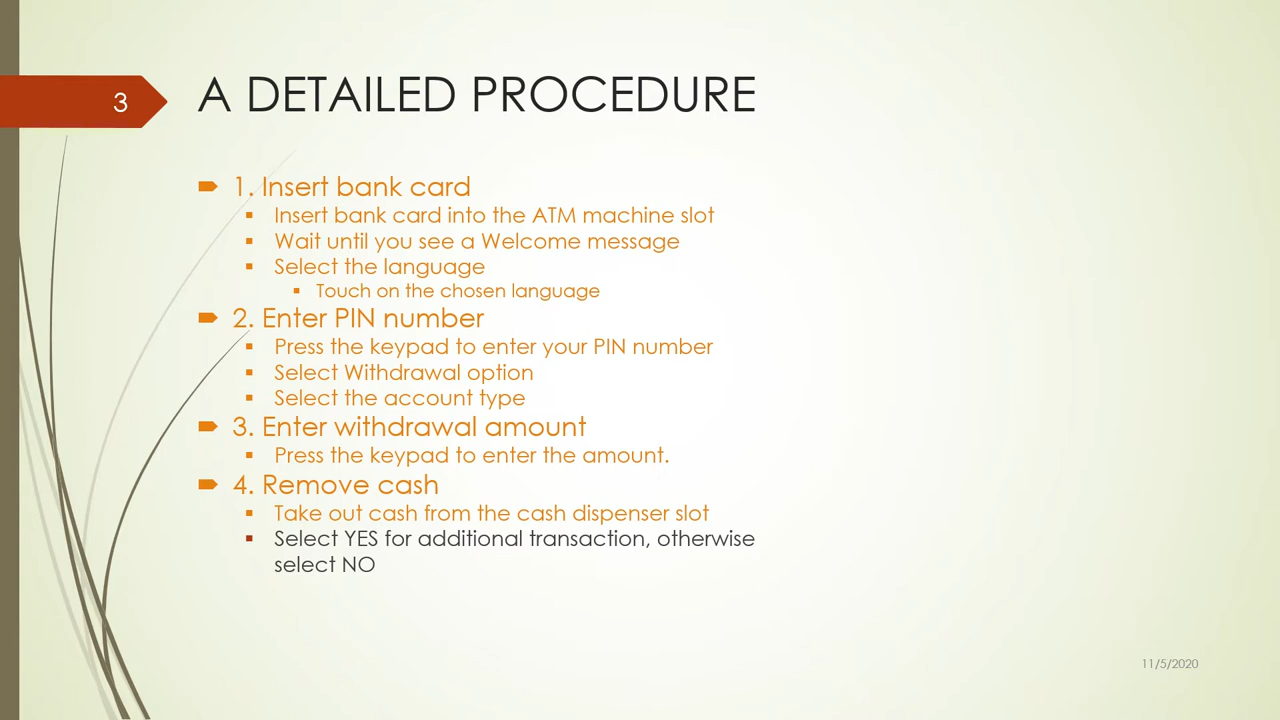 3
A DETAILED PROCEDURE
1. Insert bank card
Insert bank card into the ATM machine slot
Wait until you see a Welcome message
Select the language
Touch on the chosen language
2. Enter PIN number
Press the keypad to enter your PIN number
Select Withdrawal option
Select the account type
3. Enter withdrawal amount
Press the keypad to enter the amount.
4. Remove cash
Take out cash from the cash dispenser slot
Select YES for additional transaction, otherwise
select NO
11/5/2020